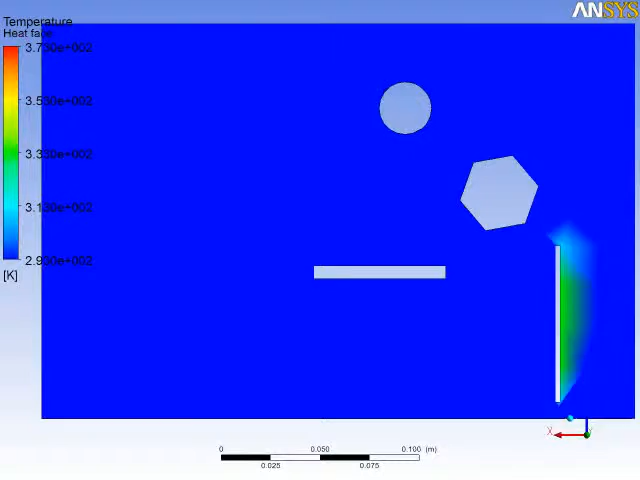 ANSYS
Temperature
Heat face
3.730e+002
3.530e+002
3.330e+002
3.130e+002
2.930e+002
[K]
X
Y
0 0.050 0.100 (m)
0.025 0.075